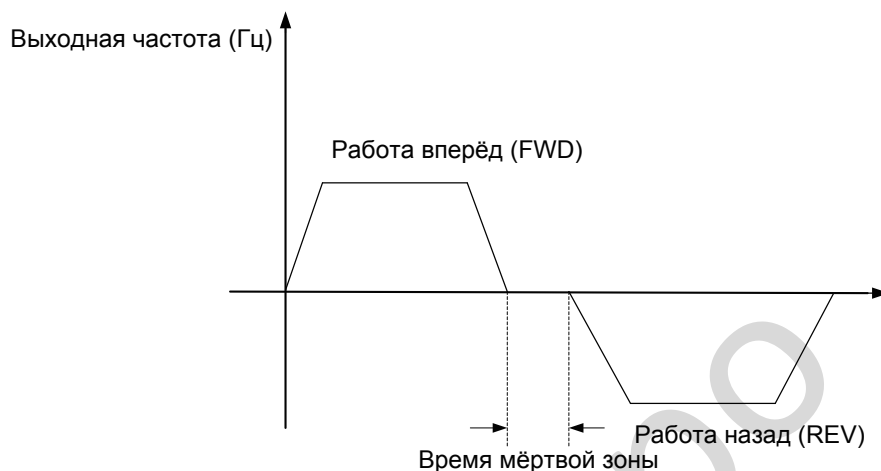 Выходная частота (Гц)
Работа вперёд (FWD)
Работа назад (REV)
Время мёртвой зоны